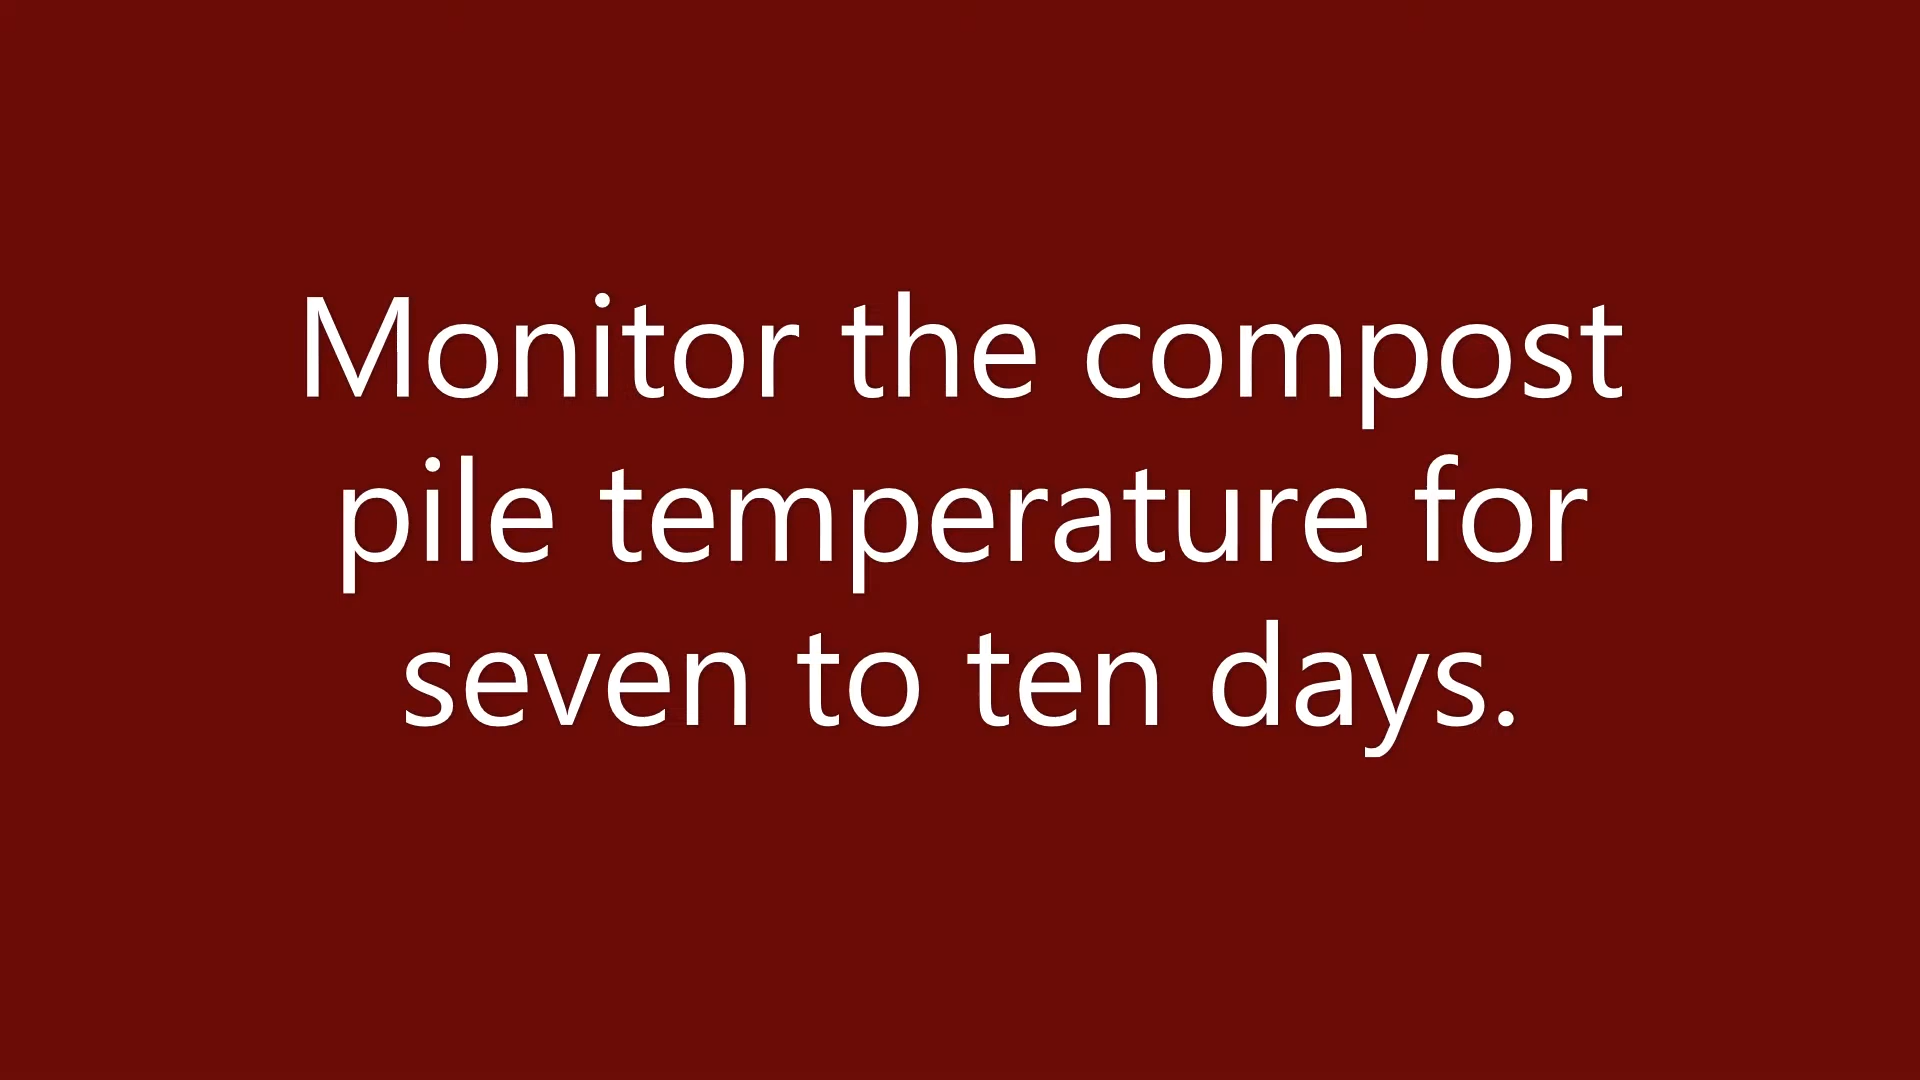 Monitor the compost
pile temperature for
seven to ten days.